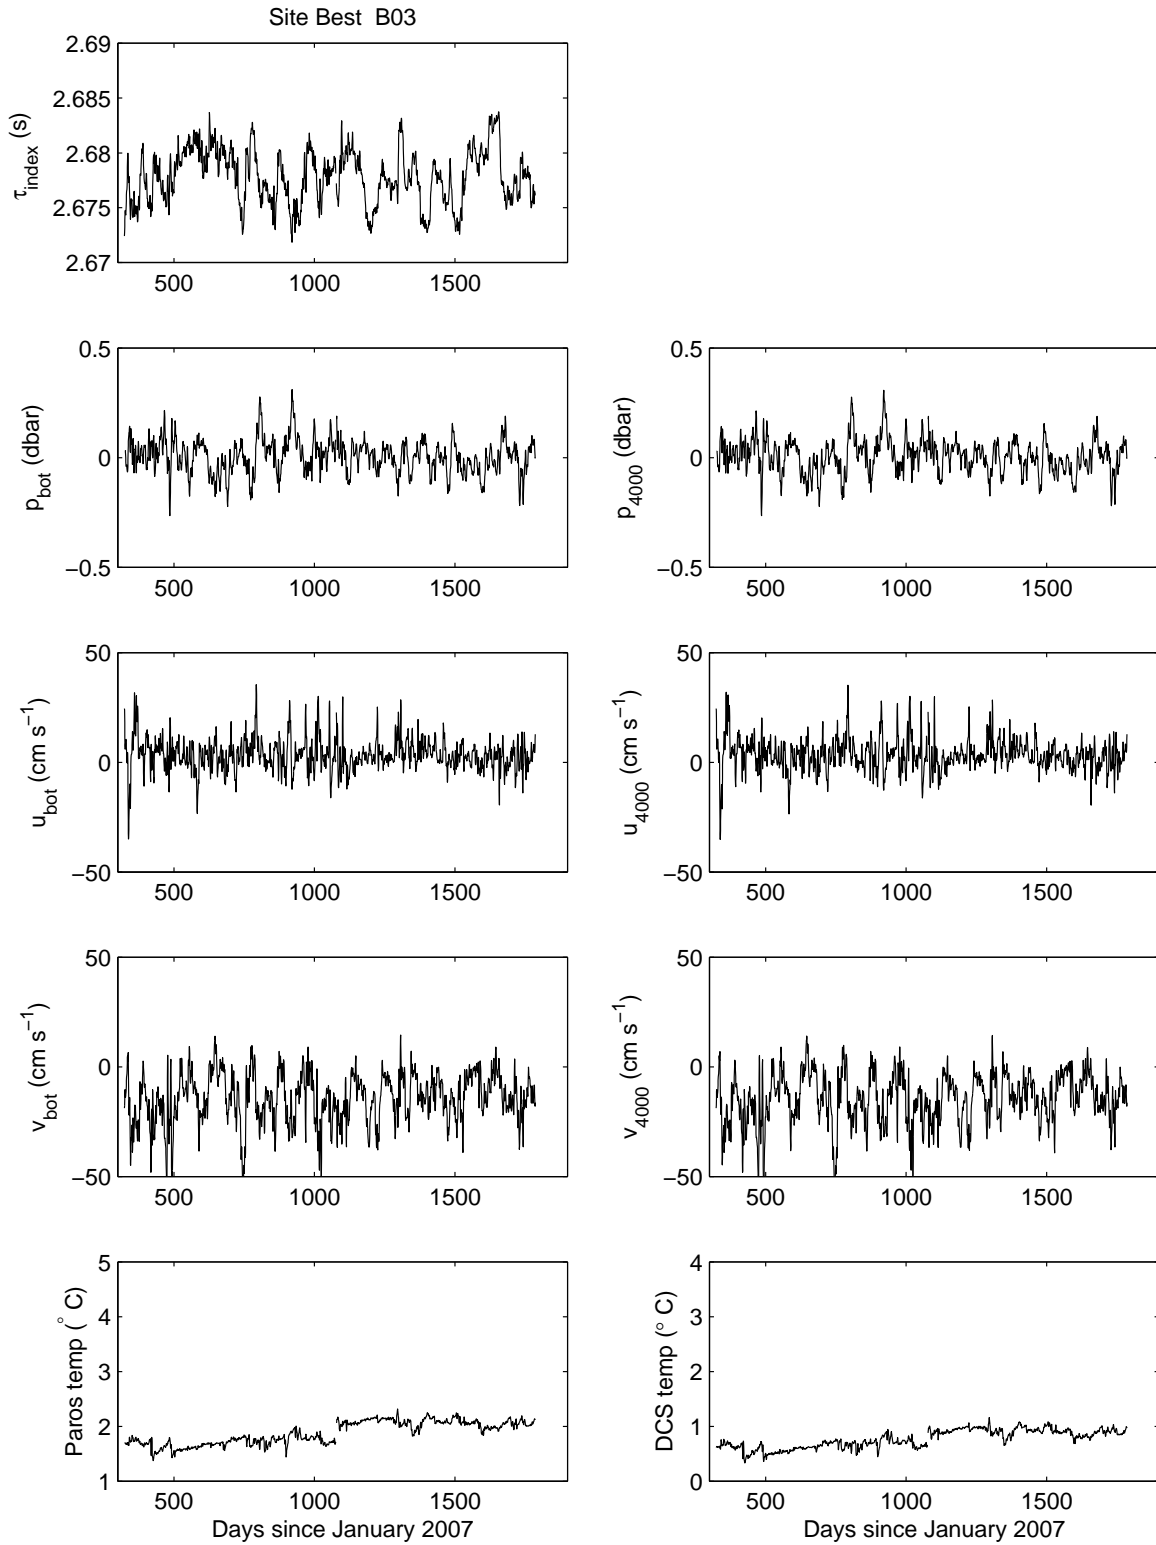 Site Best B03
2.69
2.685
2.68
2.675
2.67
τindex (s)
500 1000 1500
0.5
0
−0.5
pbot (dbar)
500 1000 1500
0.5
0
−0.5
p4000 (dbar)
500 1000 1500
50
0
−50
ubot (cm s−1)
500 1000 1500
50
0
−50
u4000 (cm s−1)
500 1000 1500
50
0
−50
vbot (cm s−1)
500 1000 1500
50
0
−50
v4000 (cm s−1)
500 1000 1500
5
4
3
2
1
Paros temp (° C)
500 1000 1500
Days since January 2007
4
3
2
1
0
DCS temp (° C)
500 1000 1500
Days since January 2007